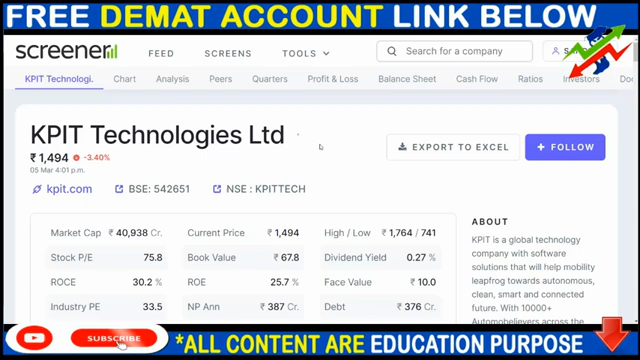 FREE DEMAT ACCOUNT LINK BELOW
screener
FEED
SCREENS
TOOLS
Search for a company
KPIT Technologi.
Chart
Analysis
Peers
Quarters
Profit & Loss
Balance Sheet
Cash Flow
Ratios
Investors
KPIT Technologies Ltd
₹ 1,494 -3.40%
05 Mar 4:01 p.m.
EXPORT TO EXCEL
+ FOLLOW
kpit.com
BSE: 542651
NSE : KPITTECH
Market Cap ₹ 40,938 Cr.
Current Price ₹ 1,494
High / Low ₹ 1,764 / 741
Stock P/E 75.8
Book Value ₹ 67.8
Dividend Yield 0.27 %
ROCE 30.2 %
ROE 25.7 %
Face Value ₹ 10.0
Industry PE 33.5
NP Ann ₹ 387 Cr.
Debt ₹ 376 Cr.
ABOUT
KPIT is a global technology
company with software
solutions that will help mobility
leapfrog towards autonomous,
clean, smart and connected
future. With 10000+
Automobelievers across the
SUBSCRIBE
*ALL CONTENT ARE EDUCATION PURPOSE